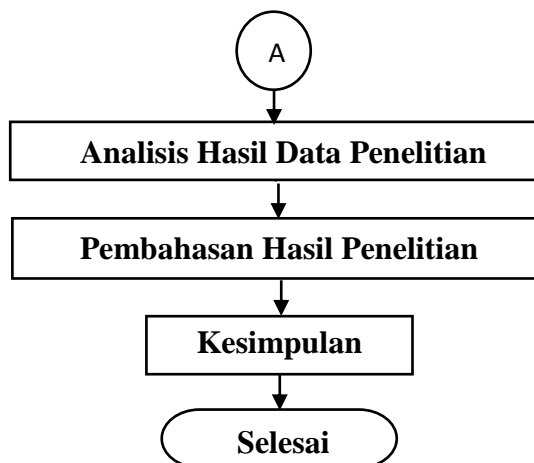 A
Analisis Hasil Data Penelitian
Pembahasan Hasil Penelitian
Kesimpulan
Selesai